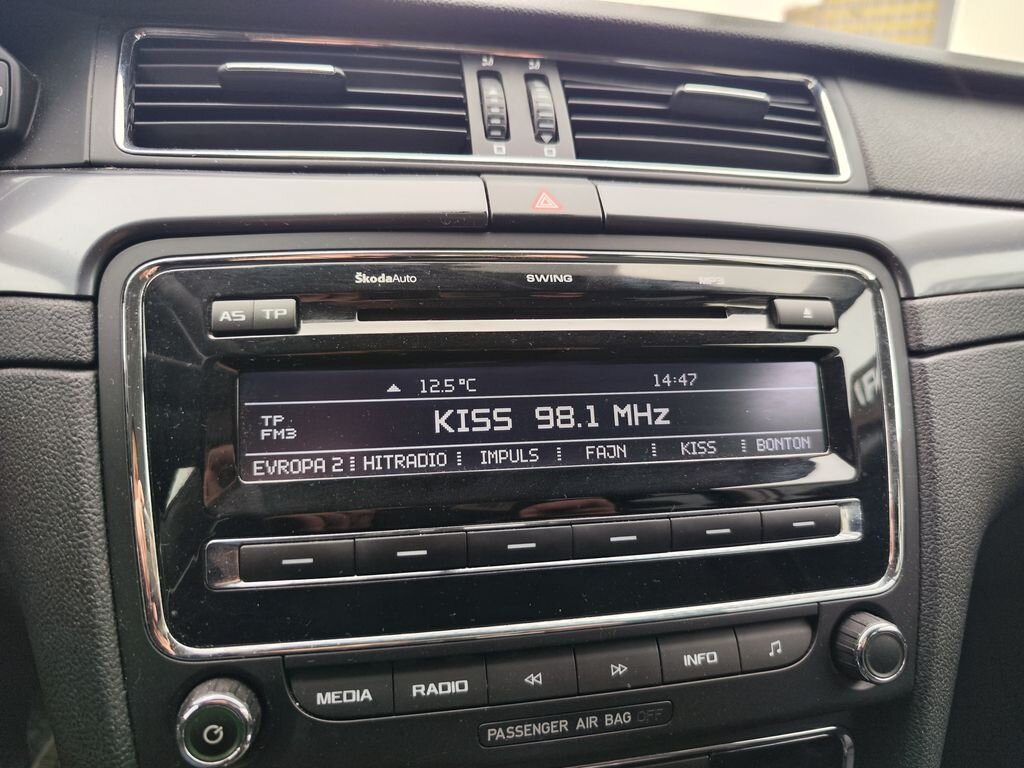 ŠkodaAuto SWING MP3
AS TP
12.5°C 14:47
TP
FM3
KISS 98.1 MHz
EVROPA 2 HITRADIO IMPULS FAJN KISS BONTON
MEDIA RADIO INFO
PASSENGER AIR BAG OFF